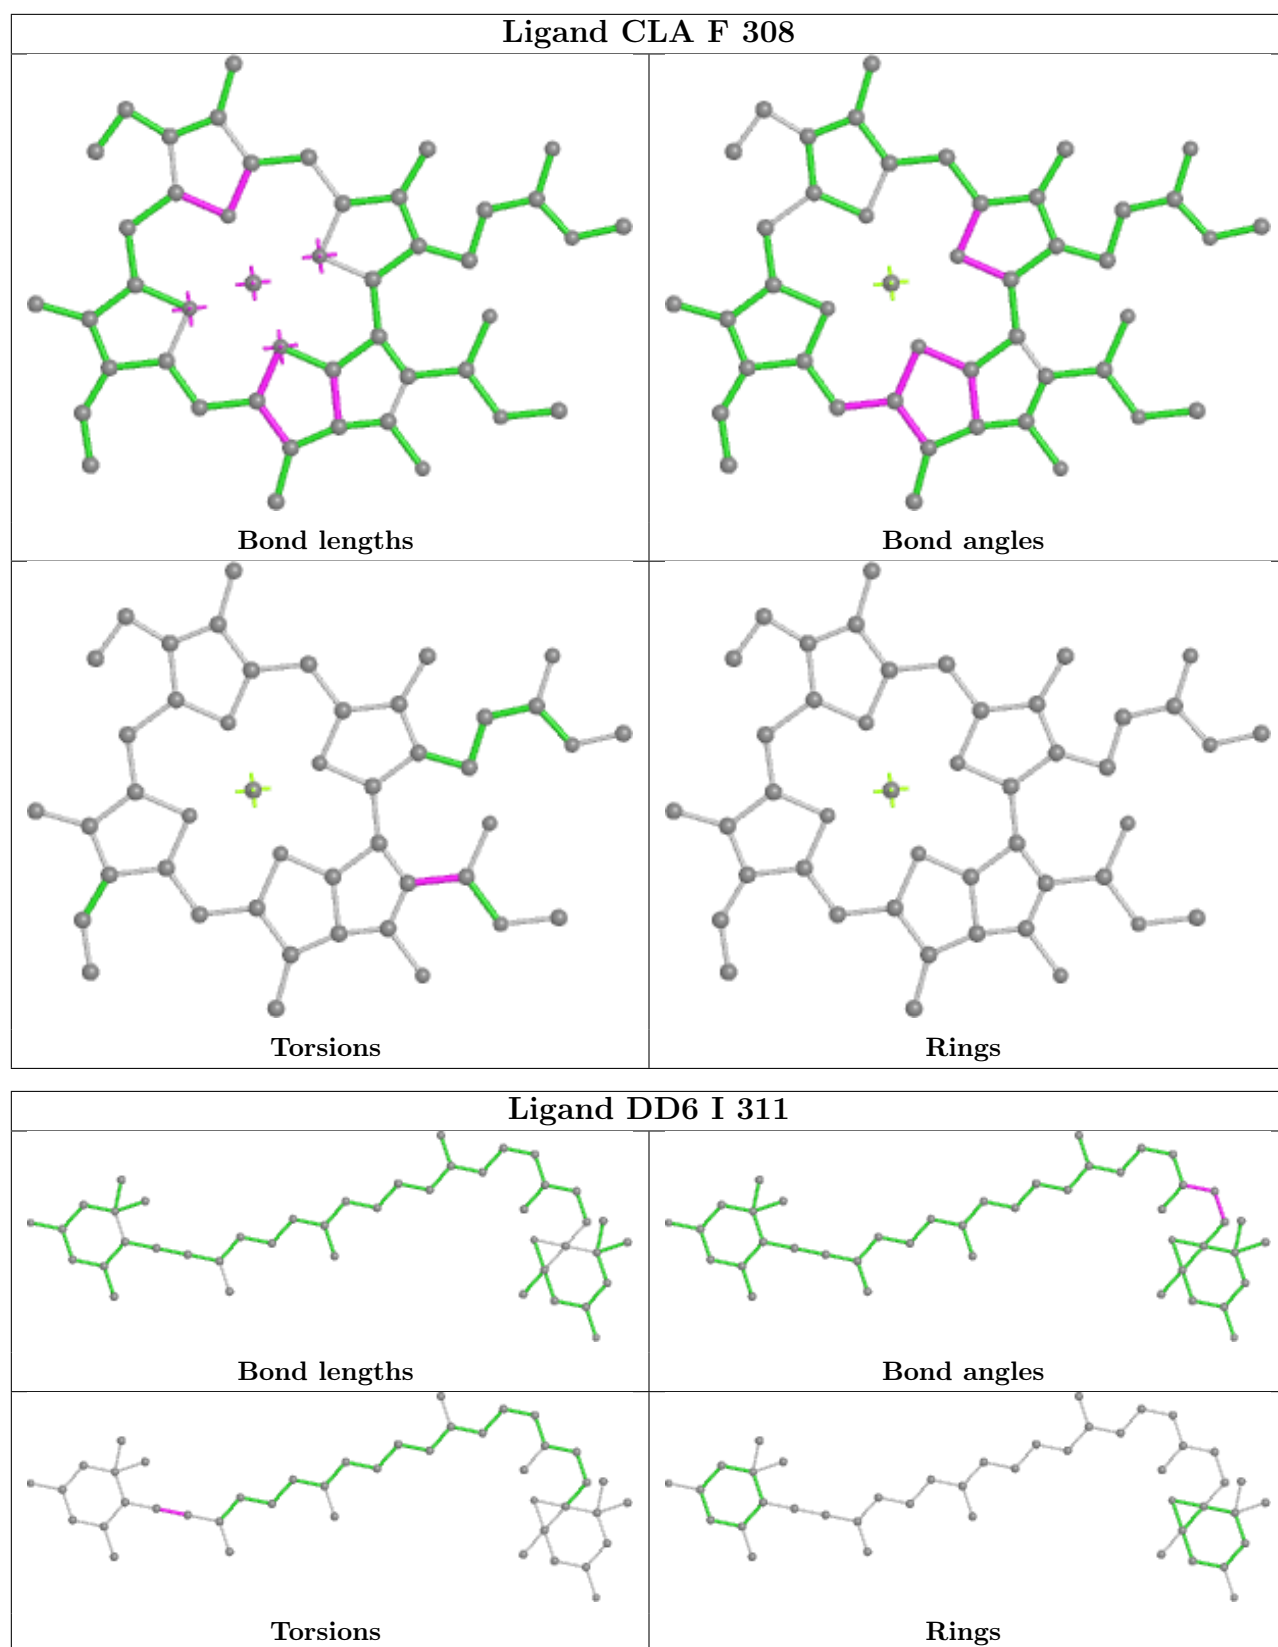 Ligand CLA F 308
Bond lengths
Bond angles
Torsions
Rings
Ligand DD6 I 311
Bond lengths
Bond angles
Torsions
Rings